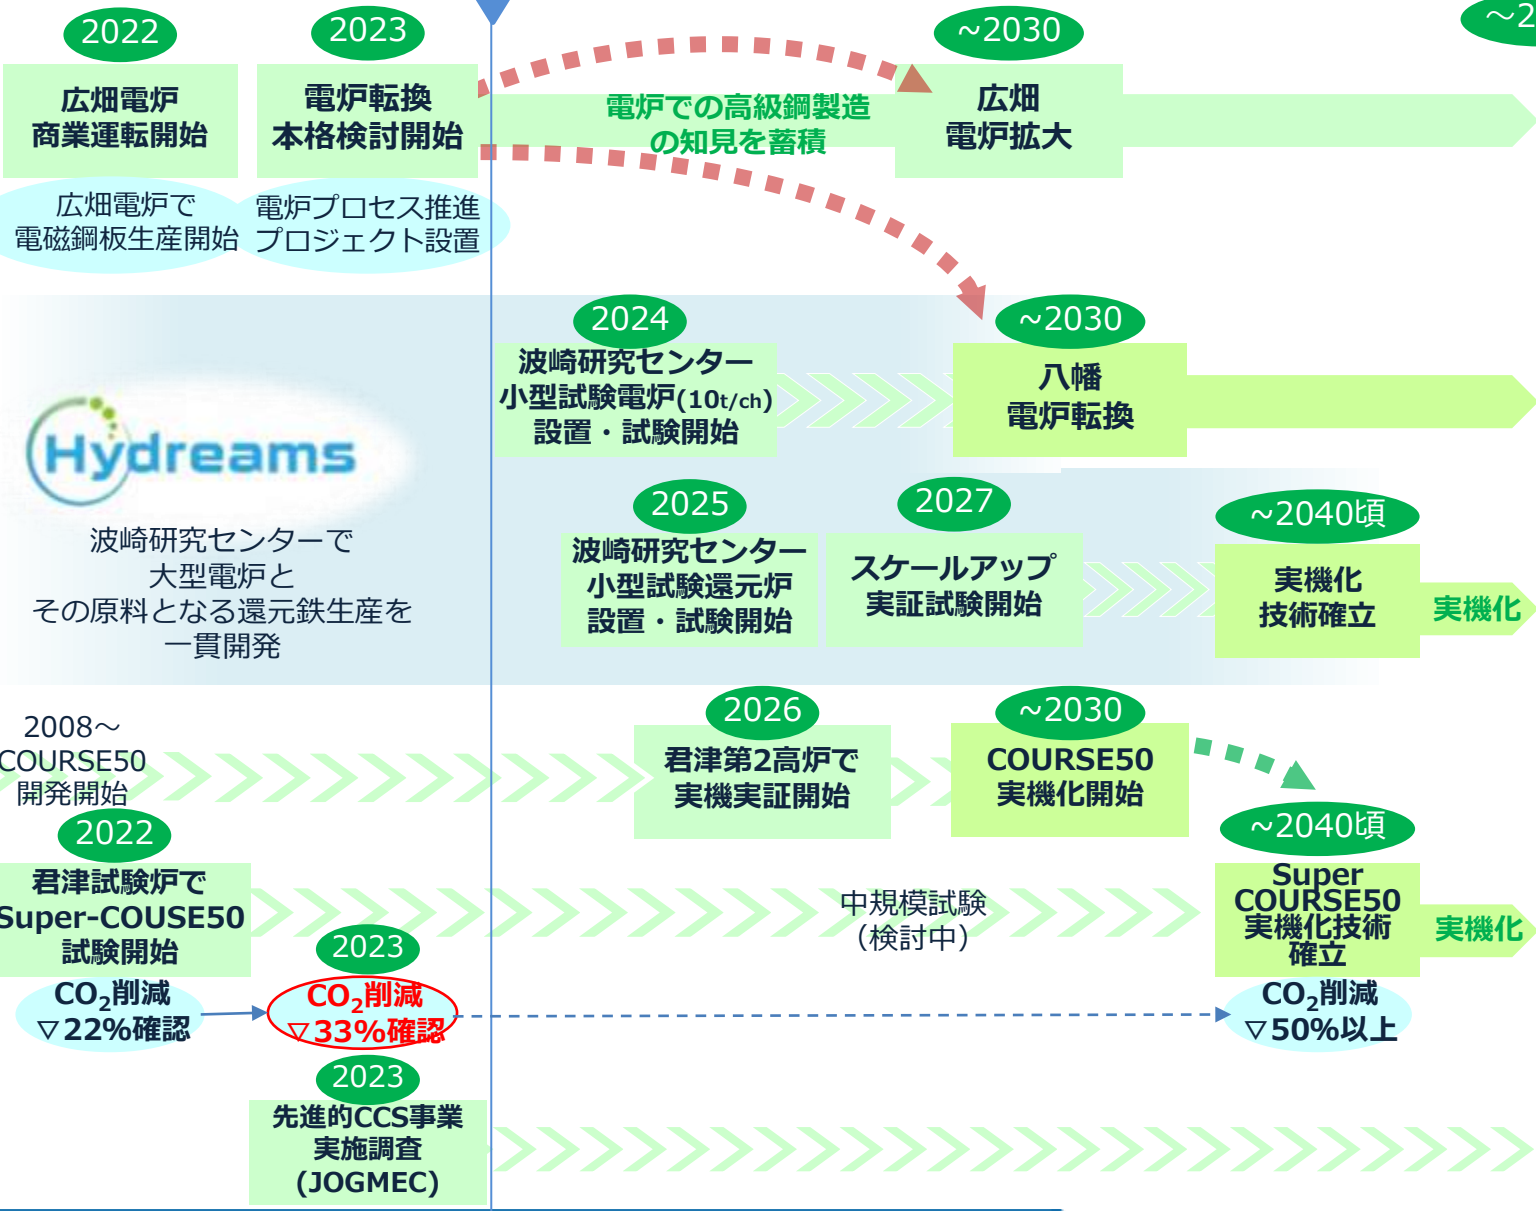 2022
広畑電炉
商業運転開始
広畑電炉で
電磁鋼板生産開始
2023
電炉転換
本格検討開始
電炉プロセス推進
プロジェクト設置
電炉での高級鋼製造
の知見を蓄積
~2030
広畑
電炉拡大
～2
Hydreams
波崎研究センターで
大型電炉と
その原料となる還元鉄生産を
一貫開発
2024
波崎研究センター
小型試験電炉(10t/ch)
設置・試験開始
~2030
八幡
電炉転換
2025
波崎研究センター
小型試験還元炉
設置・試験開始
2027
スケールアップ
実証試験開始
~2040頃
実機化
技術確立
実機化
2008～
COURSE50
開発開始
2026
君津第2高炉で
実機実証開始
~2030
COURSE50
実機化開始
2022
君津試験炉で
Super-COUSE50
試験開始
CO₂削減
▽22%確認
2023
CO₂削減
▽33%確認
中規模試験
（検討中）
~2040頃
Super
COURSE50
実機化技術
確立
実機化
CO₂削減
▽50%以上
2023
先進的CCS事業
実施調査
(JOGMEC)